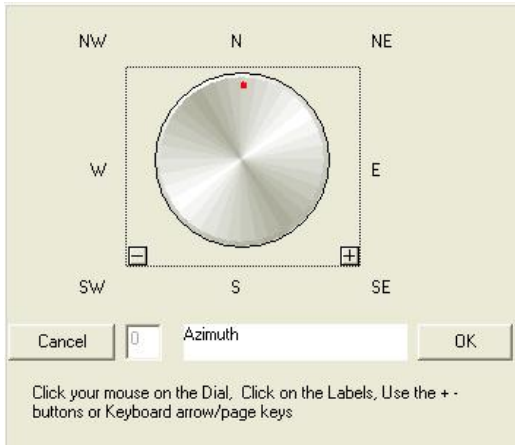 NW N NE
W E
− +
SW S SE
Cancel 0 Azimuth OK
Click your mouse on the Dial, Click on the Labels, Use the + -
buttons or Keyboard arrow/page keys